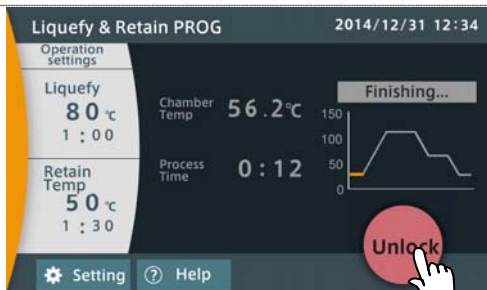 Liquefy & Retain PROG
2014/12/31 12:34
Operation
settings
Liquefy
80 ℃
1:00
Retain
Temp
50 ℃
1:30
Chamber
Temp
56.2℃
Process
Time
0:12
Finishing...
150
100
50
0
Unlock
Setting
? Help